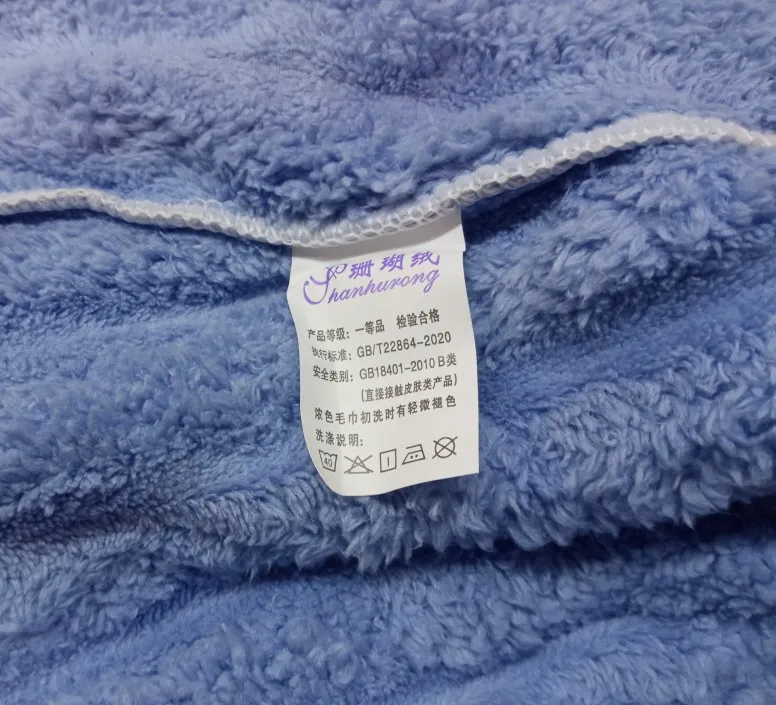 珊瑚绒
Shanhurong
产品等级：一等品 检验合格
执行标准：GB/T22864-2020
安全类别：GB18401-2010 B类
(直接接触皮肤类产品)
浓色毛巾初洗时有轻微褪色
洗涤说明：
40